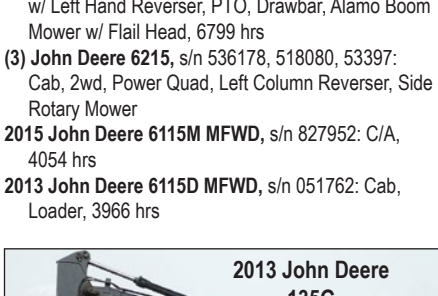 w/ Left Hand Reverser, PTO, Drawbar, Alamo Boom
Mower w/ Flail Head, 6799 hrs
(3) John Deere 6215, s/n 536178, 518080, 53397:
Cab, 2wd, Power Quad, Left Column Reverser, Side
Rotary Mower
2015 John Deere 6115M MFWD, s/n 827952: C/A,
4054 hrs
2013 John Deere 6115D MFWD, s/n 051762: Cab,
Loader, 3966 hrs
2013 John Deere
135G